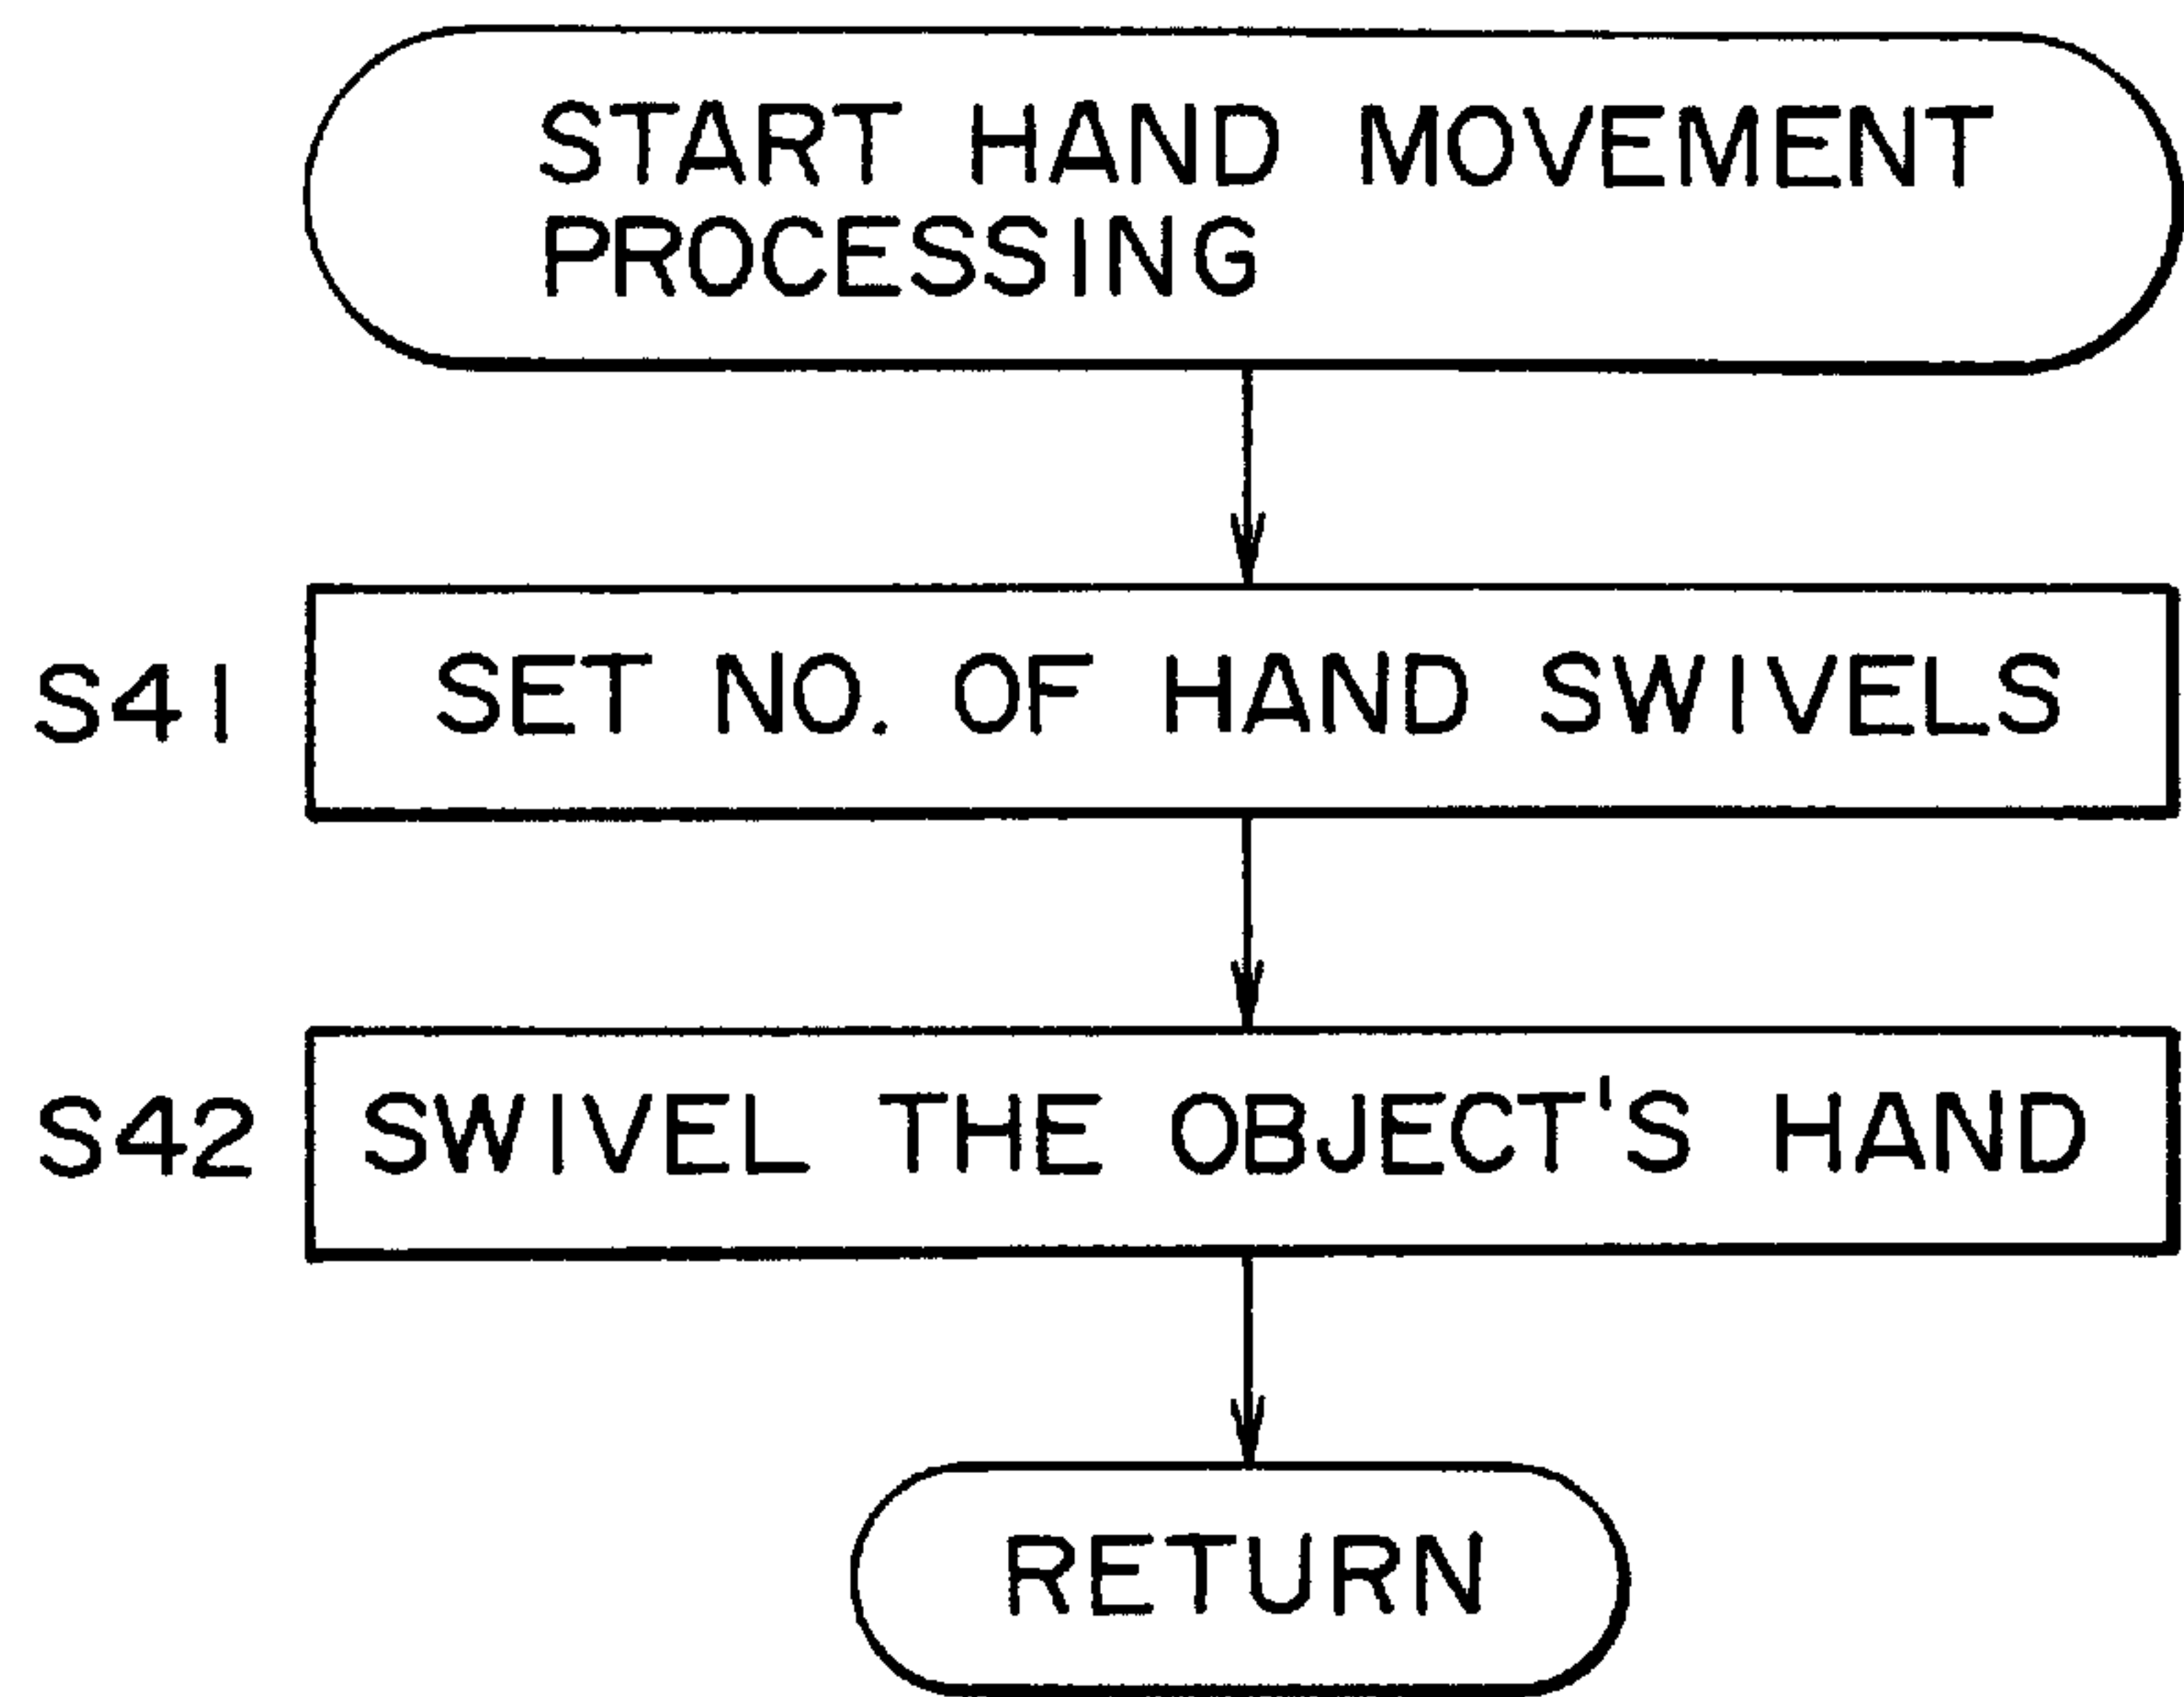 START HAND MOVEMENT
PROCESSING
S41
SET NO. OF HAND SWIVELS
S42
SWIVEL THE OBJECT'S HAND
RETURN